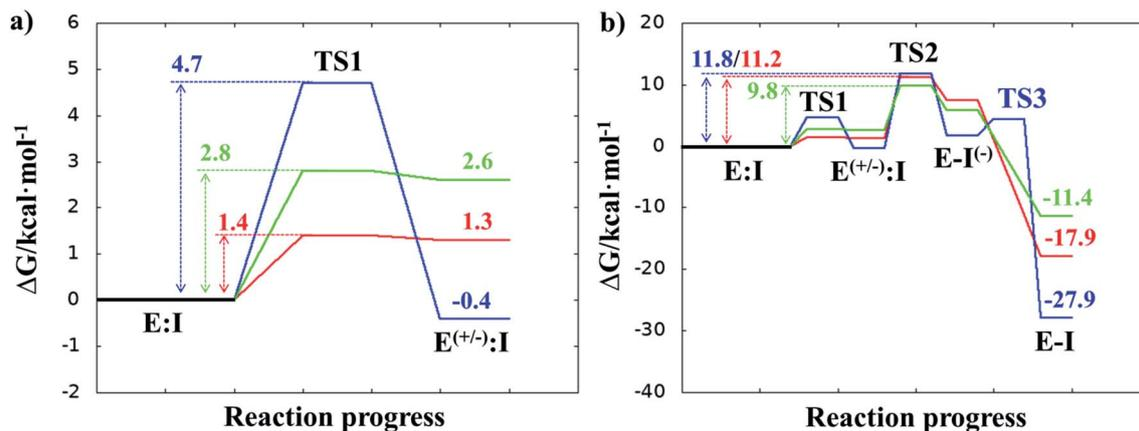 a)
6
5
4
3
2
1
0
-1
-2
ΔG/kcal·mol⁻¹
4.7
TS1
2.8
2.6
1.4
1.3
E:I
-0.4
E⁽⁺/⁻⁾:I
Reaction progress
b)
20
10
0
-10
-20
-30
-40
ΔG/kcal·mol⁻¹
11.8/11.2
TS2
9.8
TS1
TS3
E:I
E⁽⁺/⁻⁾:I
E-I⁽⁻⁾
-11.4
-17.9
-27.9
E-I
Reaction progress